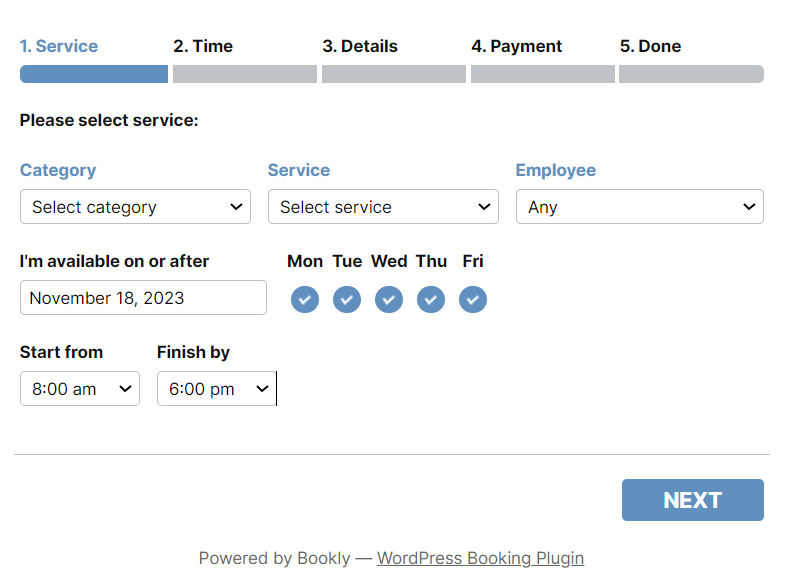 1. Service 2. Time 3. Details 4. Payment 5. Done
Please select service:
Category Service Employee
Select category Select service Any
I'm available on or after Mon Tue Wed Thu Fri
November 18, 2023
Start from Finish by
8:00 am 6:00 pm
NEXT
Powered by Bookly — WordPress Booking Plugin